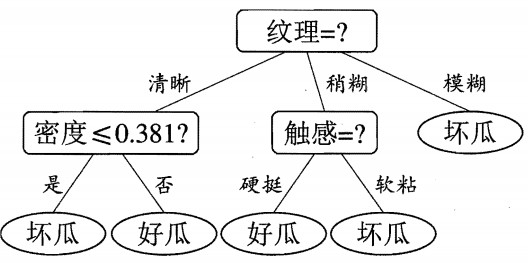 纹理=?
清晰
稍糊
模糊
密度≤0.381?
触感=?
坏瓜
是
否
硬挺
软粘
坏瓜
好瓜
好瓜
坏瓜